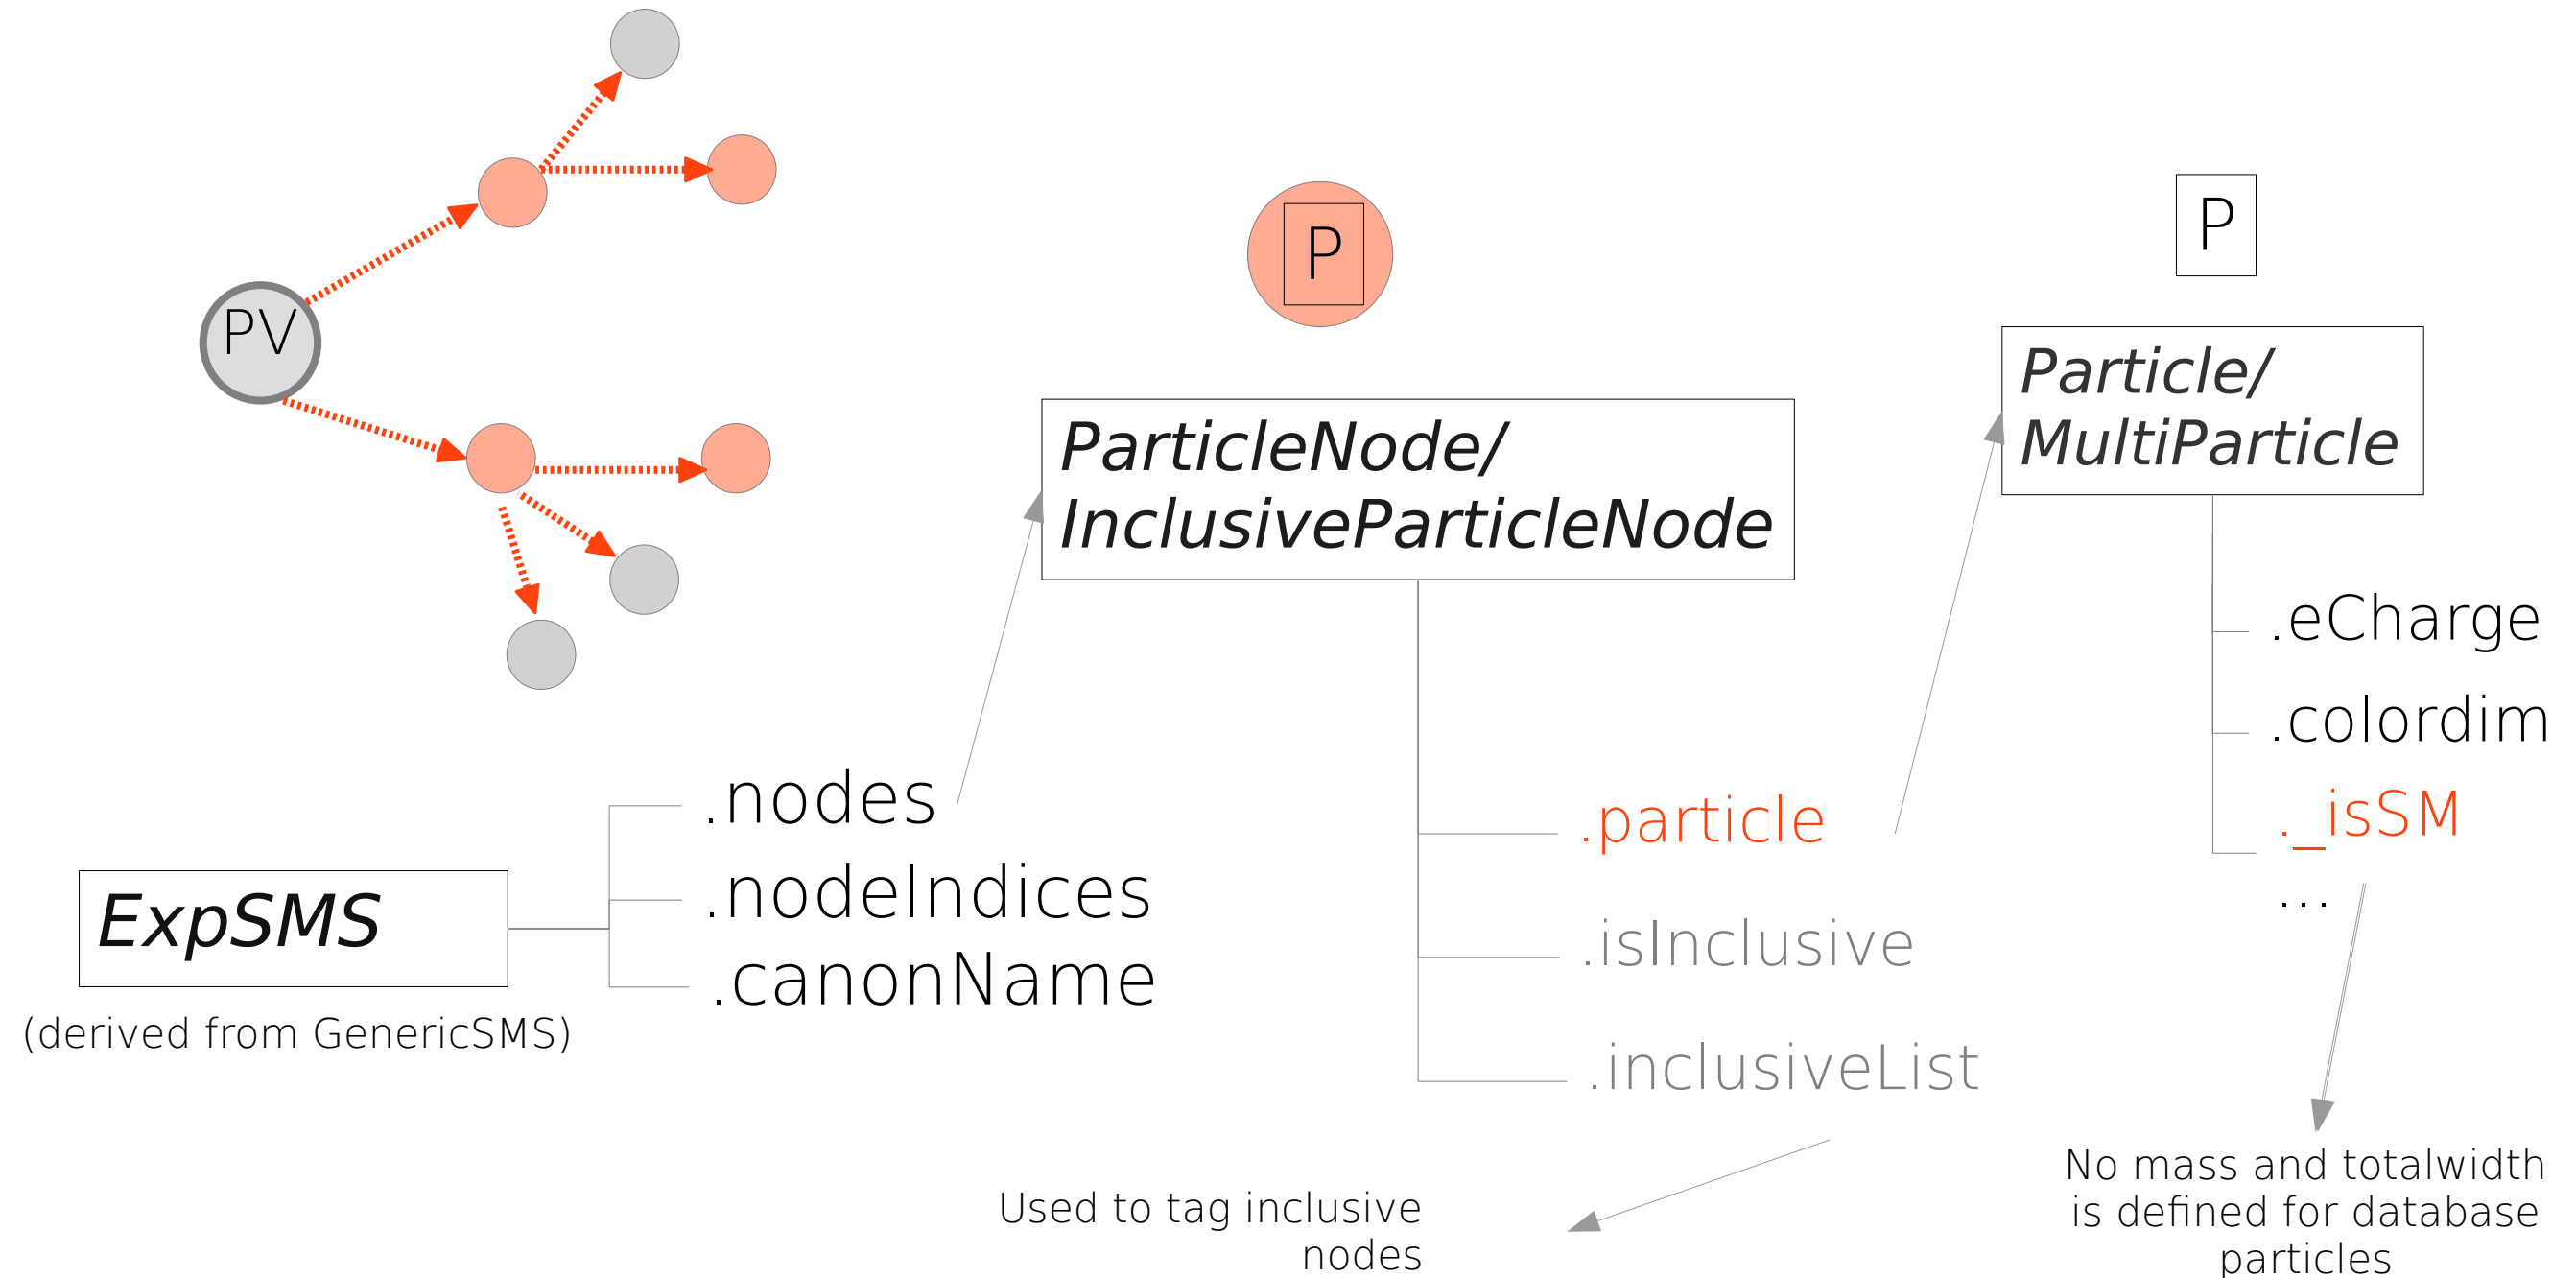 PV
P
P
ParticleNode/
InclusiveParticleNode
Particle/
MultiParticle
ExpSMS
(derived from GenericSMS)
.nodes
.nodeIndices
.canonName
.particle
.isInclusive
.inclusiveList
Used to tag inclusive
nodes
.eCharge
.colordim
._isSM
...
No mass and totalwidth
is defined for database
particles